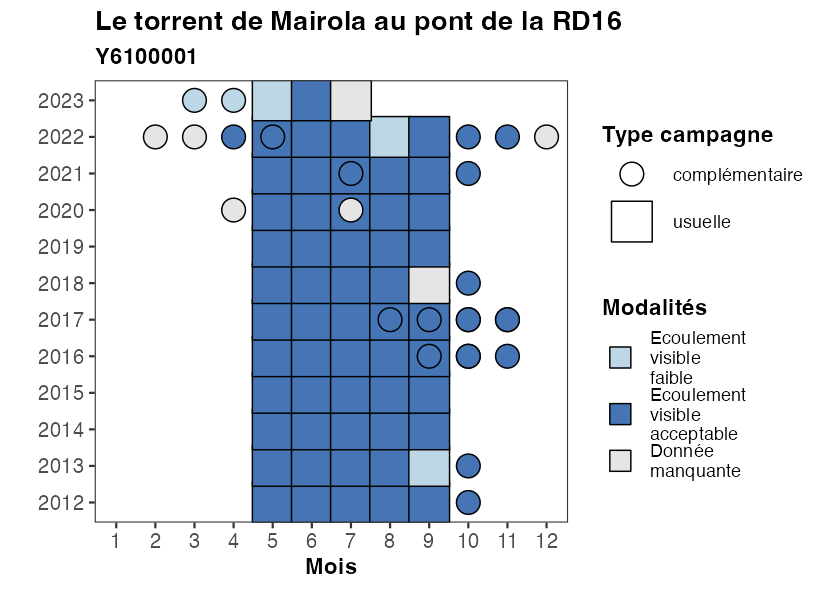 Le torrent de Mairola au pont de la RD16
Y6100001
2023
2022
2021
2020
2019
2018
2017
2016
2015
2014
2013
2012
1 2 3 4 5 6 7 8 9 10 11 12
Mois
Type campagne
complémentaire
usuelle
Modalités
Ecoulement
visible
faible
Ecoulement
visible
acceptable
Donnée
manquante